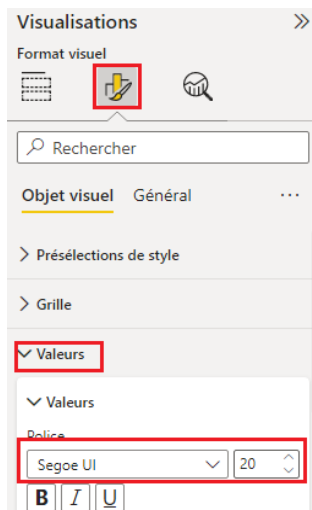 Visualisations
Format visuel
Rechercher
Objet visuel Général ...
Présélections de style
Grille
Valeurs
Valeurs
Police
Segoe UI 20
B I U